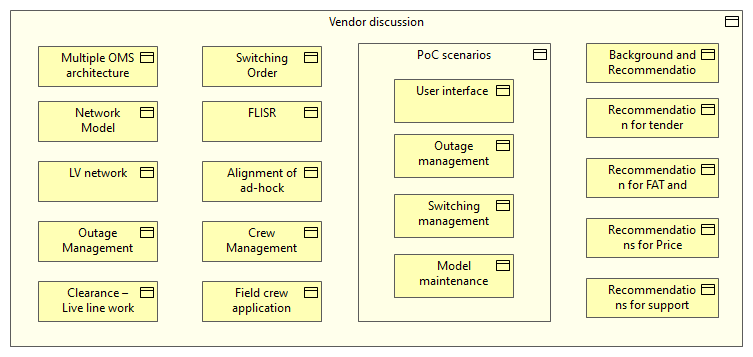 Vendor discussion
Multiple OMS
architecture
Network
Model
LV network
Outage
Management
Clearance –
Live line work
Switching
Order
FLISR
Alignment of
ad-hock
Crew
Management
Field crew
application
PoC scenarios
User interface
Outage
management
Switching
management
Model
maintenance
Background and
Recommendatio
Recommendatio
n for tender
Recommendatio
n for FAT and
Recommendatio
ns for Price
Recommendatio
ns for support